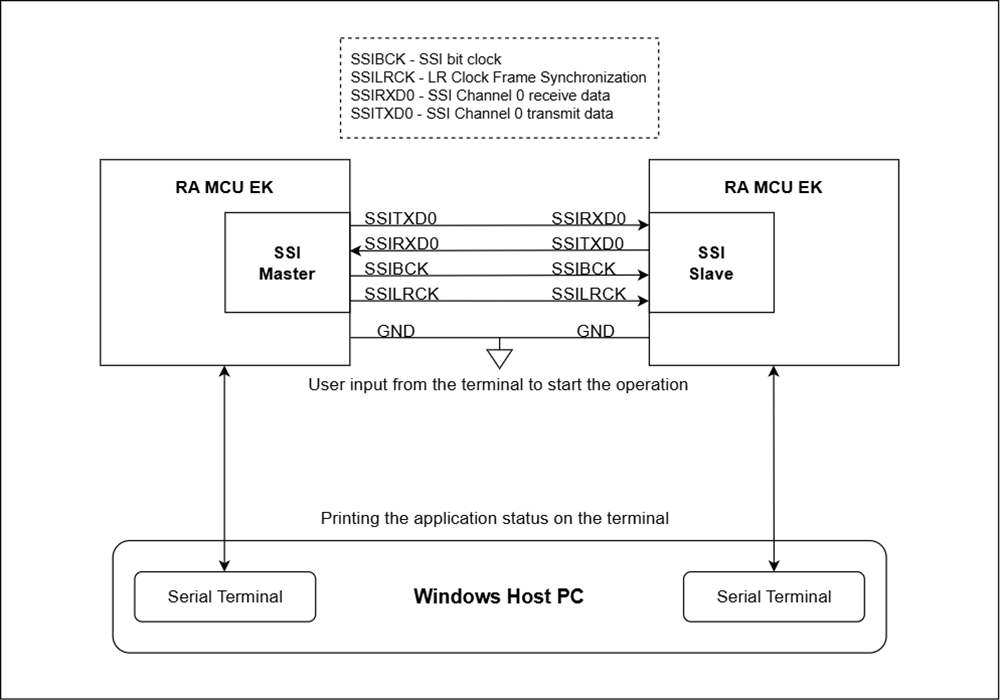 SSIBCK - SSI bit clock
SSILRCK - LR Clock Frame Synchronization
SSIRXD0 - SSI Channel 0 receive data
SSITXD0 - SSI Channel 0 transmit data
RA MCU EK
RA MCU EK
SSI
Master
SSITXD0
SSIRXD0
SSIRXD0
SSITXD0
SSIBCK
SSIBCK
SSILRCK
SSILRCK
GND
GND
SSI
Slave
User input from the terminal to start the operation
Printing the application status on the terminal
Serial Terminal
Windows Host PC
Serial Terminal